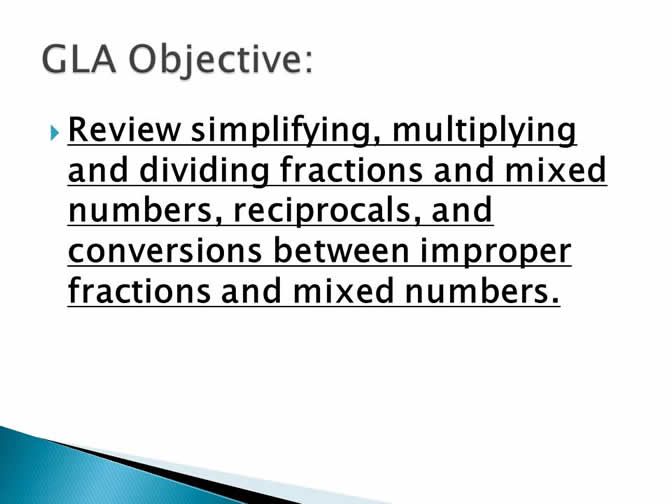 GLA Objective:
Review simplifying, multiplying
and dividing fractions and mixed
numbers, reciprocals, and
conversions between improper
fractions and mixed numbers.